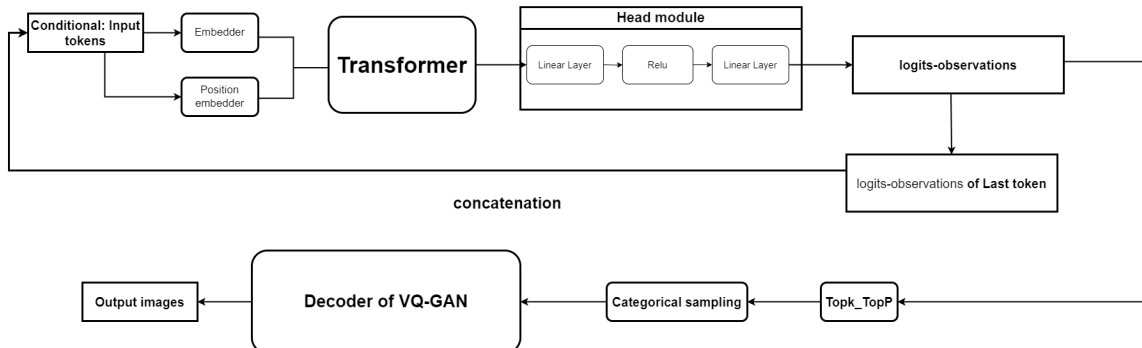 Head module
Conditional: Input
tokens
Embedder
Position
embedder
Transformer
Linear Layer
Relu
Linear Layer
logits-observations
logits-observations of Last token
concatenation
Output images
Decoder of VQ-GAN
Categorical sampling
Topk_TopP